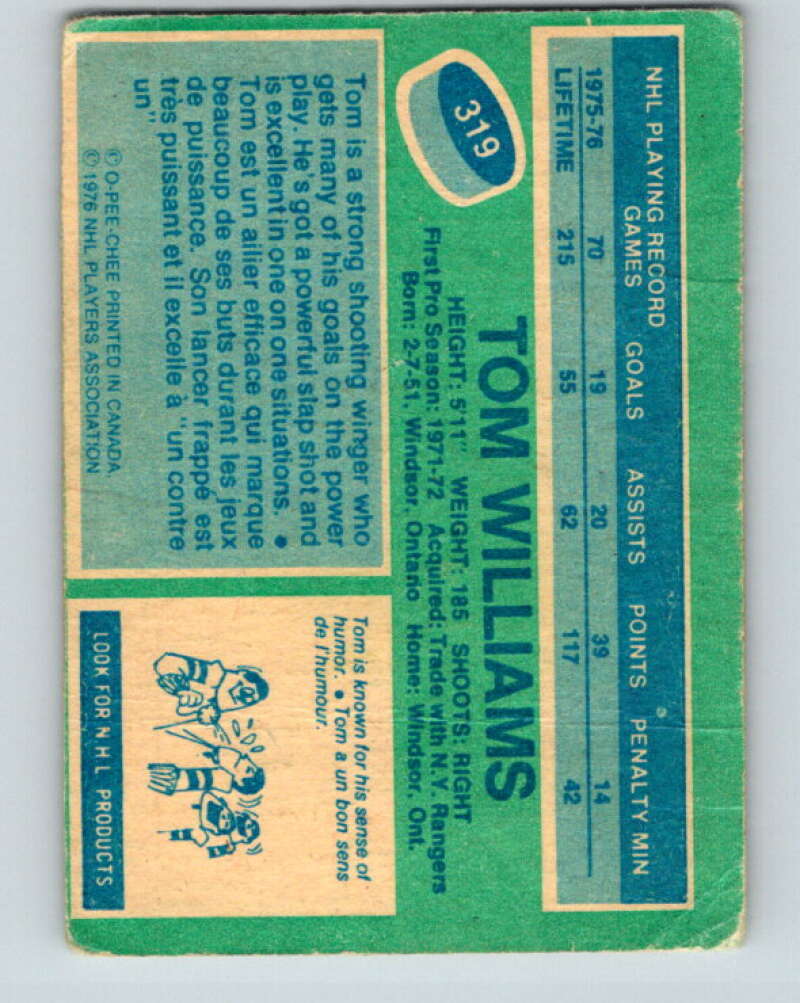 NHL PLAYING RECORD
GAMES GOALS ASSISTS POINTS PENALTY MIN
1975-76 70 19 20 39 14
LIFETIME 215 55 62 117 42
319
TOM WILLIAMS
HEIGHT: 5'11" WEIGHT: 185 SHOOTS: RIGHT
First Pro Season: 1971-72 Acquired: Trade with N.Y. Rangers
Born: 2-7-51, Windsor, Ontario Home: Windsor, Ont.
Tom is a strong shooting winger who
gets many of his goals on the power
play. He's got a powerful slap shot and
is excellent in one on one situations. •
Tom est un ailier efficace qui marque
beaucoup de ses buts durant les jeux
de puissance. Son lancer frappé est
très puissant et il excelle à "un contre
un"
© O-PEE-CHEE PRINTED IN CANADA.
© 1976 NHL PLAYERS ASSOCIATION
Tom is known for his sense of
humor. • Tom a un bon sens
de l'humour.
LOOK FOR N H L PRODUCTS